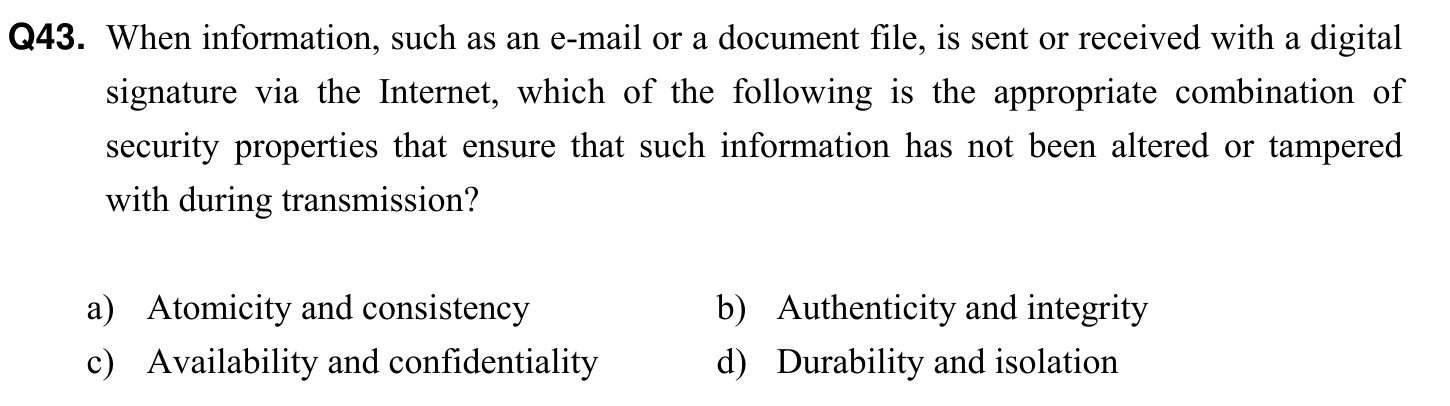 Q43. When information, such as an e-mail or a document file, is sent or received with a digital
signature via the Internet, which of the following is the appropriate combination of
security properties that ensure that such information has not been altered or tampered
with during transmission?
a) Atomicity and consistency b) Authenticity and integrity
c) Availability and confidentiality d) Durability and isolation